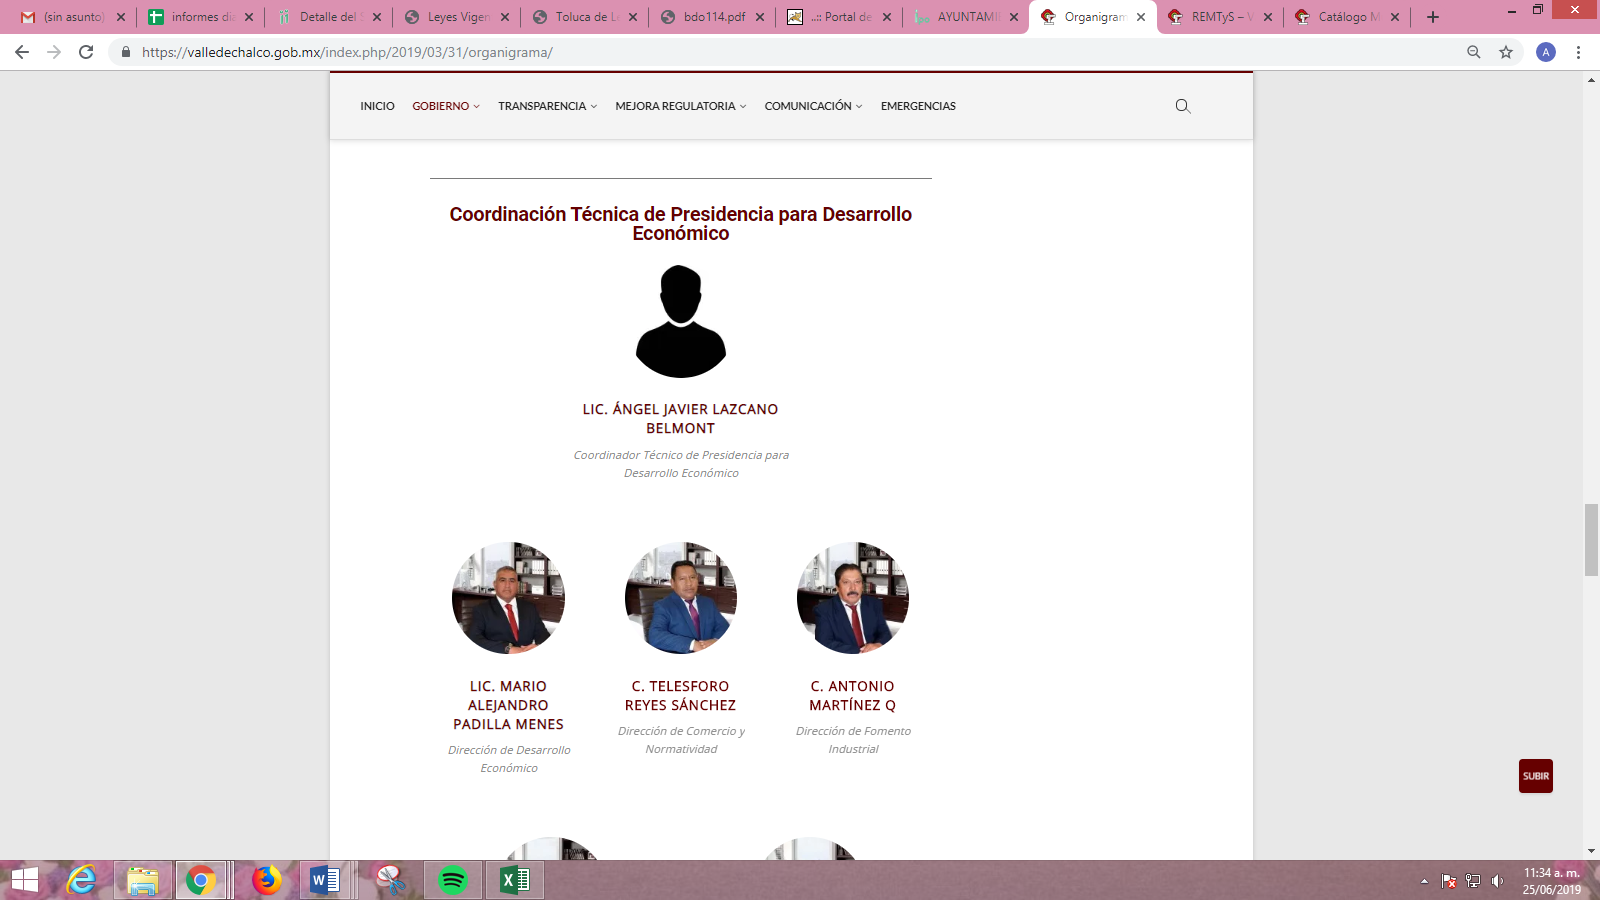 (sin asunto)
informes di
Detalle del S
Leyes Vigen
Toluca de L
bdo114.pdf
..:: Portal de
AYUNTAMI
Organigram
REMTyS – V
Catálogo M
https://valledechalco.gob.mx/index.php/2019/03/31/organigrama/
A
INICIO
GOBIERNO
TRANSPARENCIA
MEJORA REGULATORIA
COMUNICACIÓN
EMERGENCIAS
Coordinación Técnica de Presidencia para Desarrollo
Económico
LIC. ÁNGEL JAVIER LAZCANO
BELMONT
Coordinador Técnico de Presidencia para
Desarrollo Económico
LIC. MARIO
ALEJANDRO
PADILLA MENES
Dirección de Desarrollo
Económico
C. TELESFORO
REYES SÁNCHEZ
Dirección de Comercio y
Normatividad
C. ANTONIO
MARTÍNEZ Q
Dirección de Fomento
Industrial
SUBIR
11:34 a. m.
25/06/2019